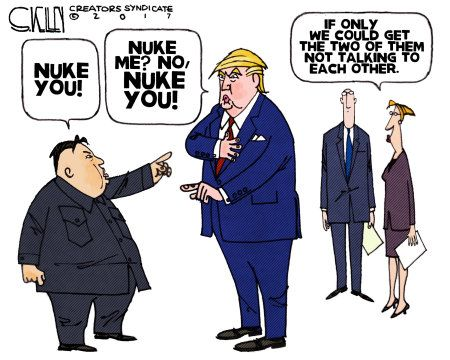 CREATORS SYNDICATE
© 2017
NUKE
YOU!
NUKE
ME? NO,
NUKE
YOU!
IF ONLY
WE COULD GET
THE TWO OF THEM
NOT TALKING TO
EACH OTHER.